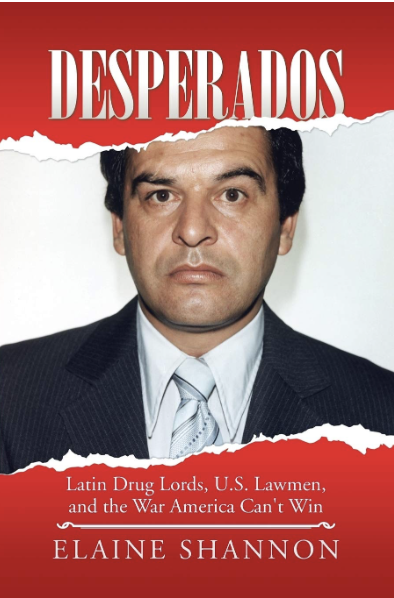 DESPERADOS
Latin Drug Lords, U.S. Lawmen,
and the War America Can't Win
ELAINE SHANNON